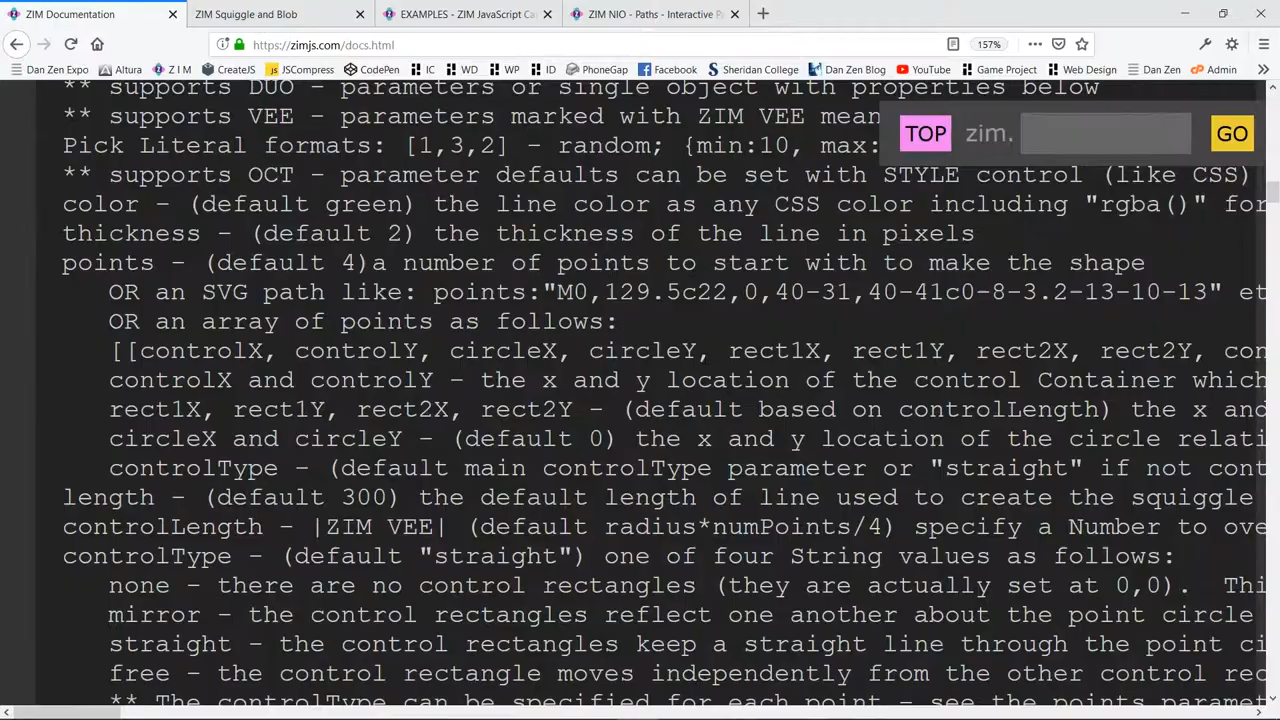 ZIM Documentation
ZIM Squiggle and Blob
EXAMPLES - ZIM JavaScript Ca
ZIM NIO - Paths - Interactive P
https://zimjs.com/docs.html
157%
Dan Zen Expo
Altura
Z I M
CreateJS
JSCompress
CodePen
IC
WD
WP
ID
PhoneGap
Facebook
Sheridan College
Dan Zen Blog
YouTube
Game Project
Web Design
Dan Zen
Admin
** supports DUO - parameters or single object with properties below
** supports VEE - parameters marked with ZIM VEE mean
TOP zim. GO
Pick Literal formats: [1,3,2] - random; {min:10, max:
** supports OCT - parameter defaults can be set with STYLE control (like CSS)
color - (default green) the line color as any CSS color including "rgba()" for
thickness - (default 2) the thickness of the line in pixels
points - (default 4)a number of points to start with to make the shape
OR an SVG path like: points:"M0,129.5c22,0,40-31,40-41c0-8-3.2-13-10-13" et
OR an array of points as follows:
[[controlX, controlY, circleX, circleY, rect1X, rect1Y, rect2X, rect2Y, con
controlX and controlY - the x and y location of the control Container which
rect1X, rect1Y, rect2X, rect2Y - (default based on controlLength) the x and
circleX and circleY - (default 0) the x and y location of the circle relati
controlType - (default main controlType parameter or "straight" if not cont
length - (default 300) the default length of line used to create the squiggle
controlLength - |ZIM VEE| (default radius*numPoints/4) specify a Number to ove
controlType - (default "straight") one of four String values as follows:
none - there are no control rectangles (they are actually set at 0,0). Thi
mirror - the control rectangles reflect one another about the point circle
straight - the control rectangles keep a straight line through the point ci
free - the control rectangle moves independently from the other control rec
** The controlType can be specified for each point - see the points paramet